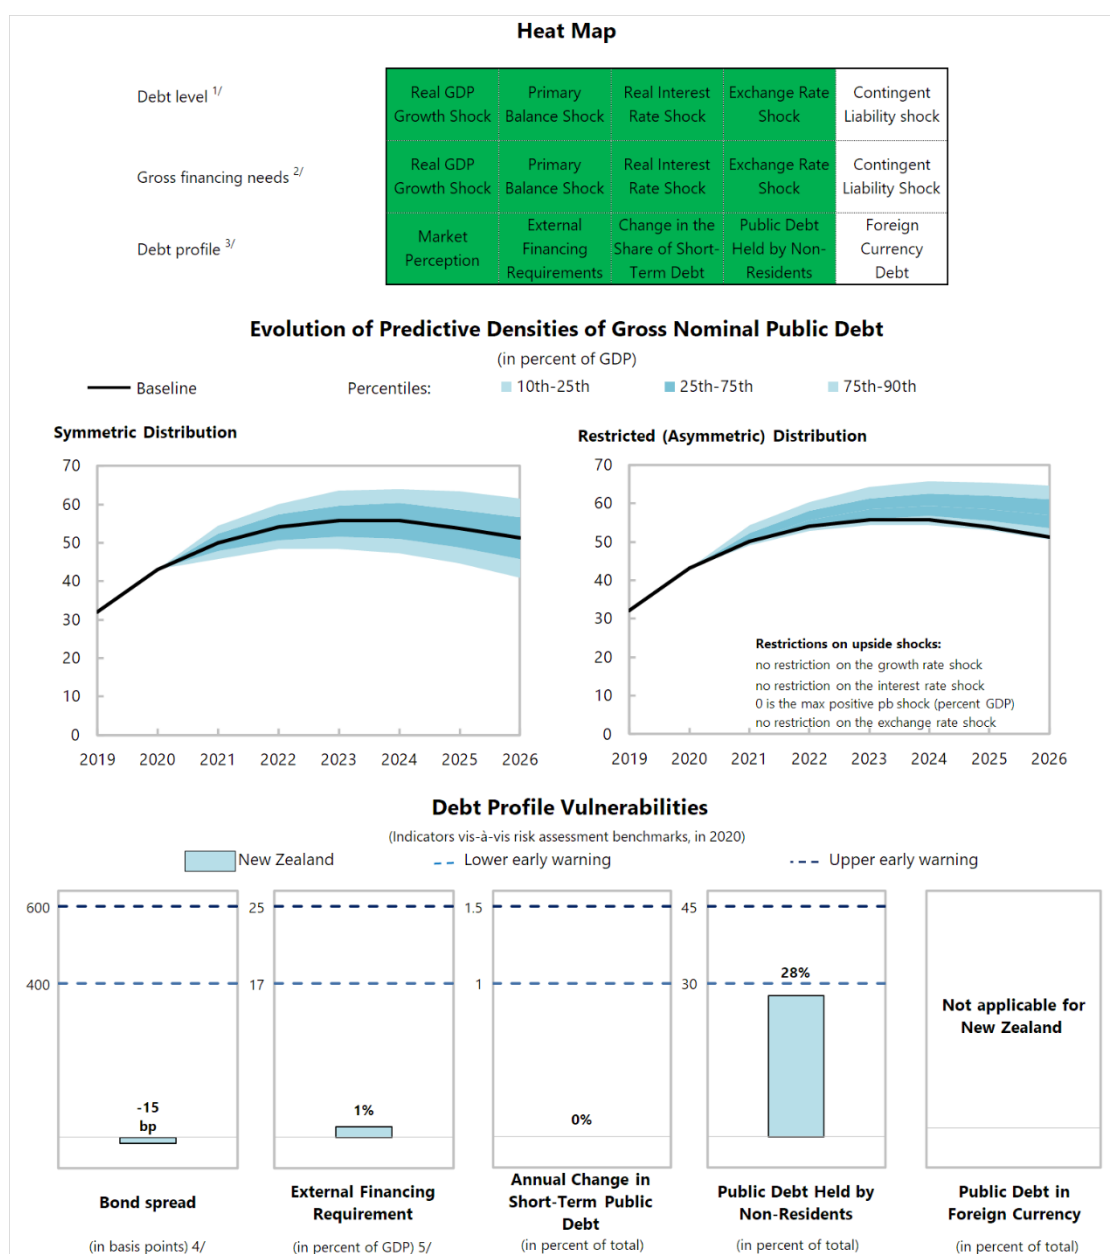 Heat Map
Debt level 1/
Real GDP Growth Shock
Primary Balance Shock
Real Interest Rate Shock
Exchange Rate Shock
Contingent Liability shock
Gross financing needs 2/
Real GDP Growth Shock
Primary Balance Shock
Real Interest Rate Shock
Exchange Rate Shock
Contingent Liability Shock
Debt profile 3/
Market Perception
External Financing Requirements
Change in the Share of Short-Term Debt
Public Debt Held by Non-Residents
Foreign Currency Debt
Evolution of Predictive Densities of Gross Nominal Public Debt
(in percent of GDP)
Baseline
Percentiles:
10th-25th
25th-75th
75th-90th
Symmetric Distribution
70
60
50
40
30
20
10
0
2019 2020 2021 2022 2023 2024 2025 2026
Restricted (Asymmetric) Distribution
70
60
50
40
30
20
10
0
Restrictions on upside shocks:
no restriction on the growth rate shock
no restriction on the interest rate shock
0 is the max positive pb shock (percent GDP)
no restriction on the exchange rate shock
2019 2020 2021 2022 2023 2024 2025 2026
Debt Profile Vulnerabilities
(Indicators vis-à-vis risk assessment benchmarks, in 2020)
New Zealand
Lower early warning
Upper early warning
600
400
-15
bp
Bond spread
(in basis points) 4/
25
17
1%
External Financing
Requirement
(in percent of GDP) 5/
1.5
1
0%
Annual Change in
Short-Term Public
Debt
(in percent of total)
45
30
28%
Public Debt Held by
Non-Residents
(in percent of total)
Not applicable for
New Zealand
Public Debt in
Foreign Currency
(in percent of total)